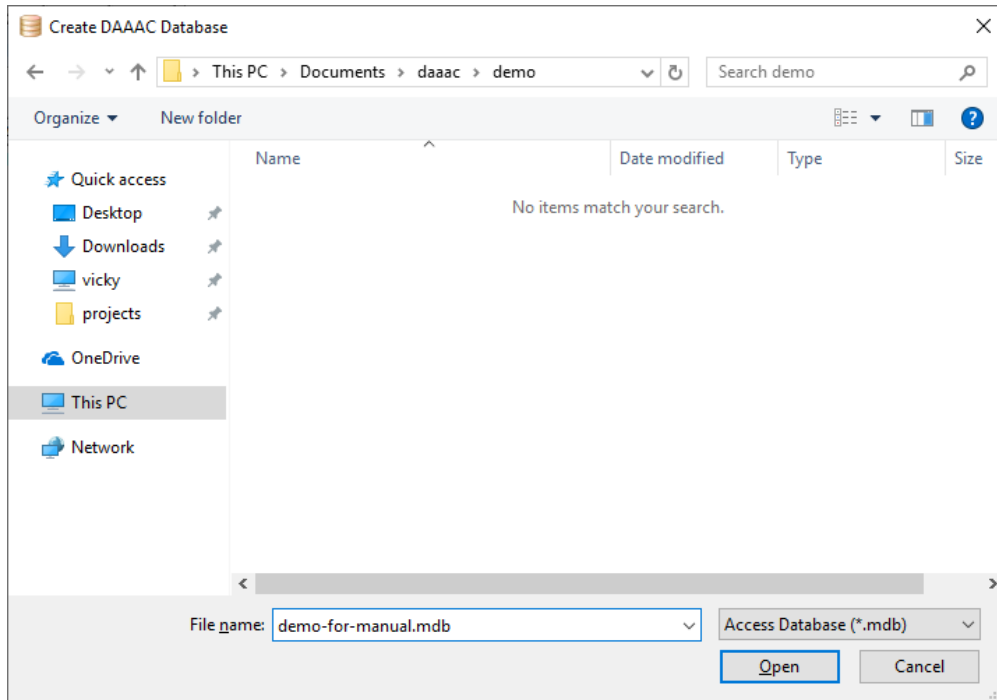 Create DAAAC Database
This PC > Documents > daaac > demo
Search demo
Organize
New folder
Name
Date modified
Type
Size
Quick access
No items match your search.
Desktop
Downloads
vicky
projects
OneDrive
This PC
Network
File name: demo-for-manual.mdb
Access Database (*.mdb)
Open
Cancel